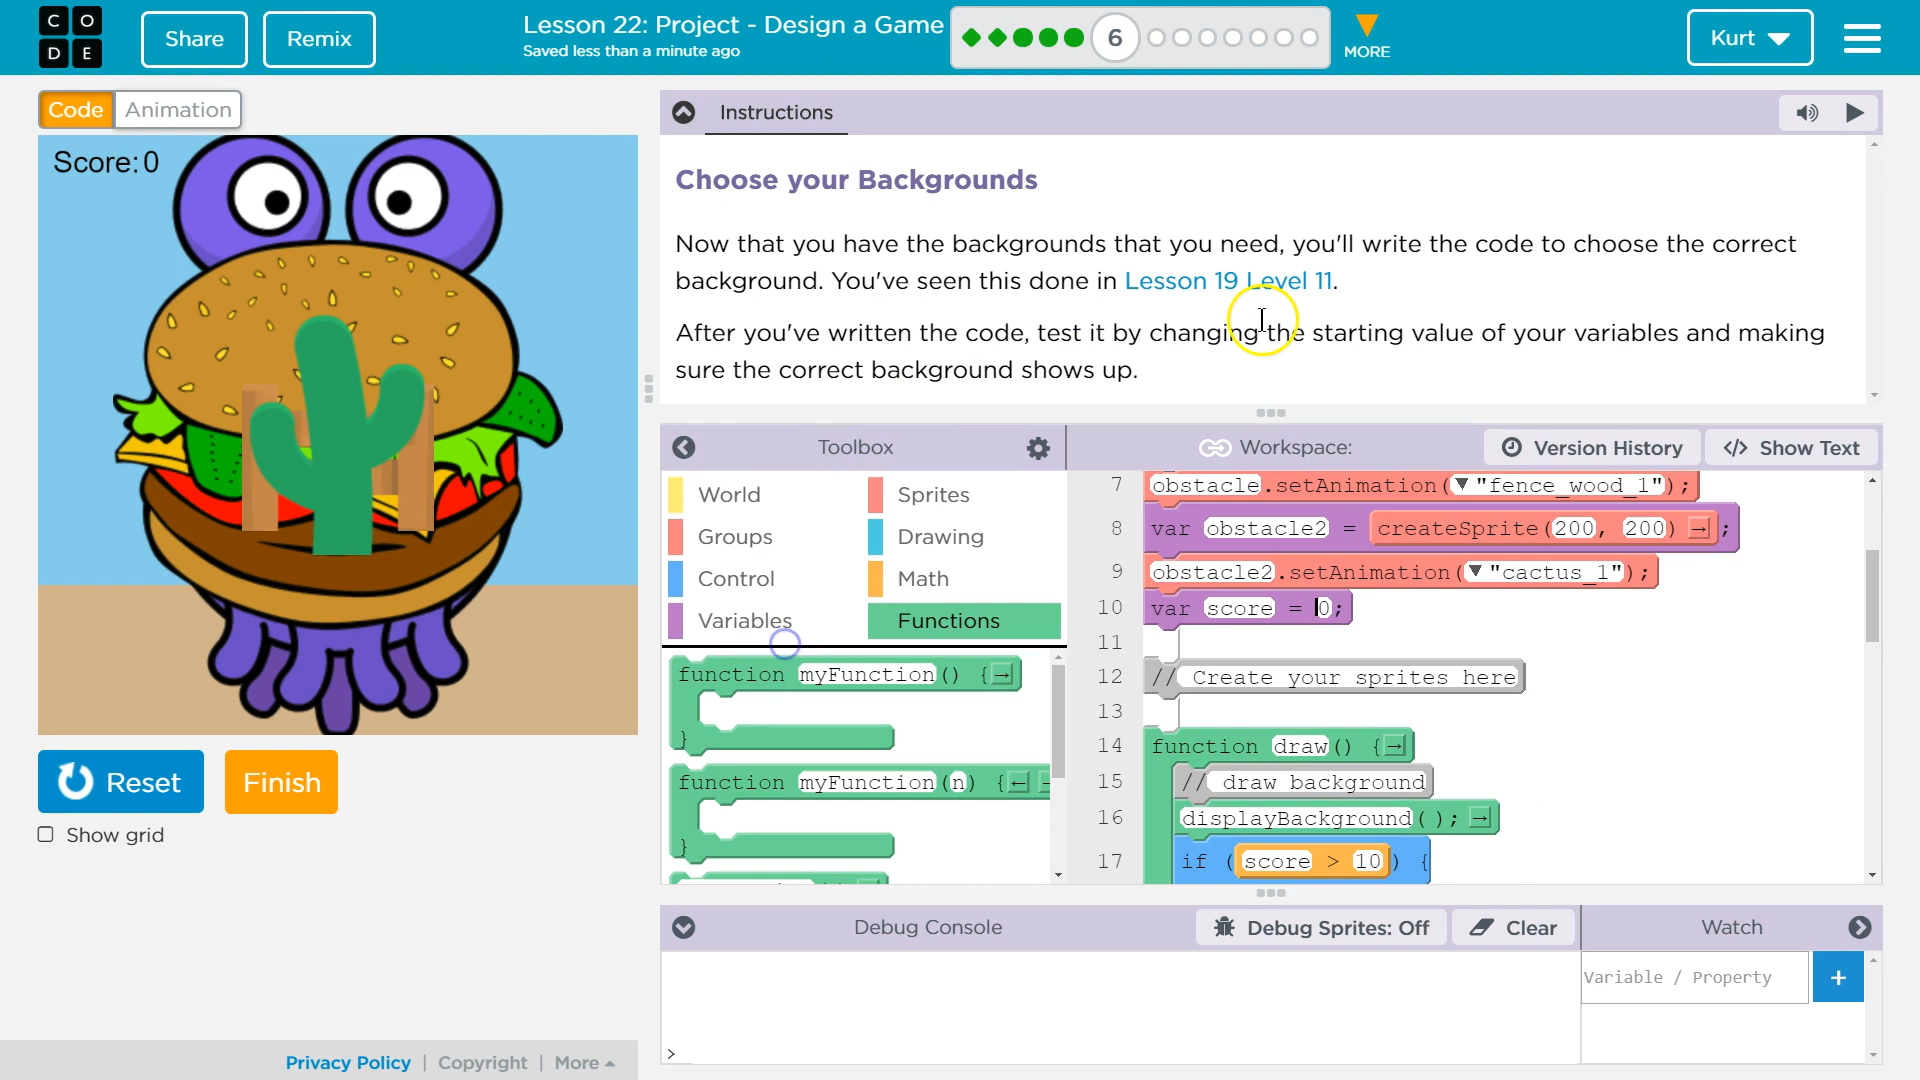 C O
D E
Share
Remix
Lesson 22: Project - Design a Game
Saved less than a minute ago
6
MORE
Kurt
Code
Animation
Instructions
Score:0
Choose your Backgrounds
Now that you have the backgrounds that you need, you'll write the code to choose the correct
background. You've seen this done in Lesson 19 Level 11.
After you've written the code, test it by changing the starting value of your variables and making
sure the correct background shows up.
Toolbox
Workspace:
Version History
</> Show Text
World
Sprites
Groups
Drawing
Control
Math
Variables
Functions
function myFunction() {
}
function myFunction(n) {
}
7 obstacle.setAnimation("fence_wood_1");
8 var obstacle2 = createSprite(200, 200);
9 obstacle2.setAnimation("cactus_1");
10 var score = 0;
11
12 // Create your sprites here
13
14 function draw() {
15 // draw background
16 displayBackground();
17 if (score > 10) {
Reset
Finish
Show grid
Debug Console
Debug Sprites: Off
Clear
Watch
Variable / Property
+
>
Privacy Policy | Copyright | More